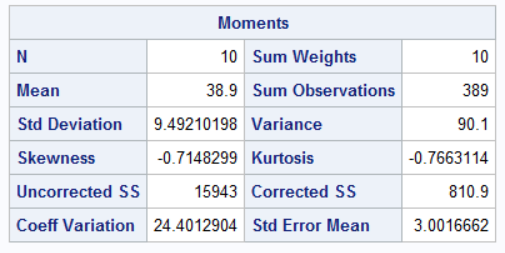 Moments
N 10 Sum Weights 10
Mean 38.9 Sum Observations 389
Std Deviation 9.49210198 Variance 90.1
Skewness -0.7148299 Kurtosis -0.7663114
Uncorrected SS 15943 Corrected SS 810.9
Coeff Variation 24.4012904 Std Error Mean 3.0016662